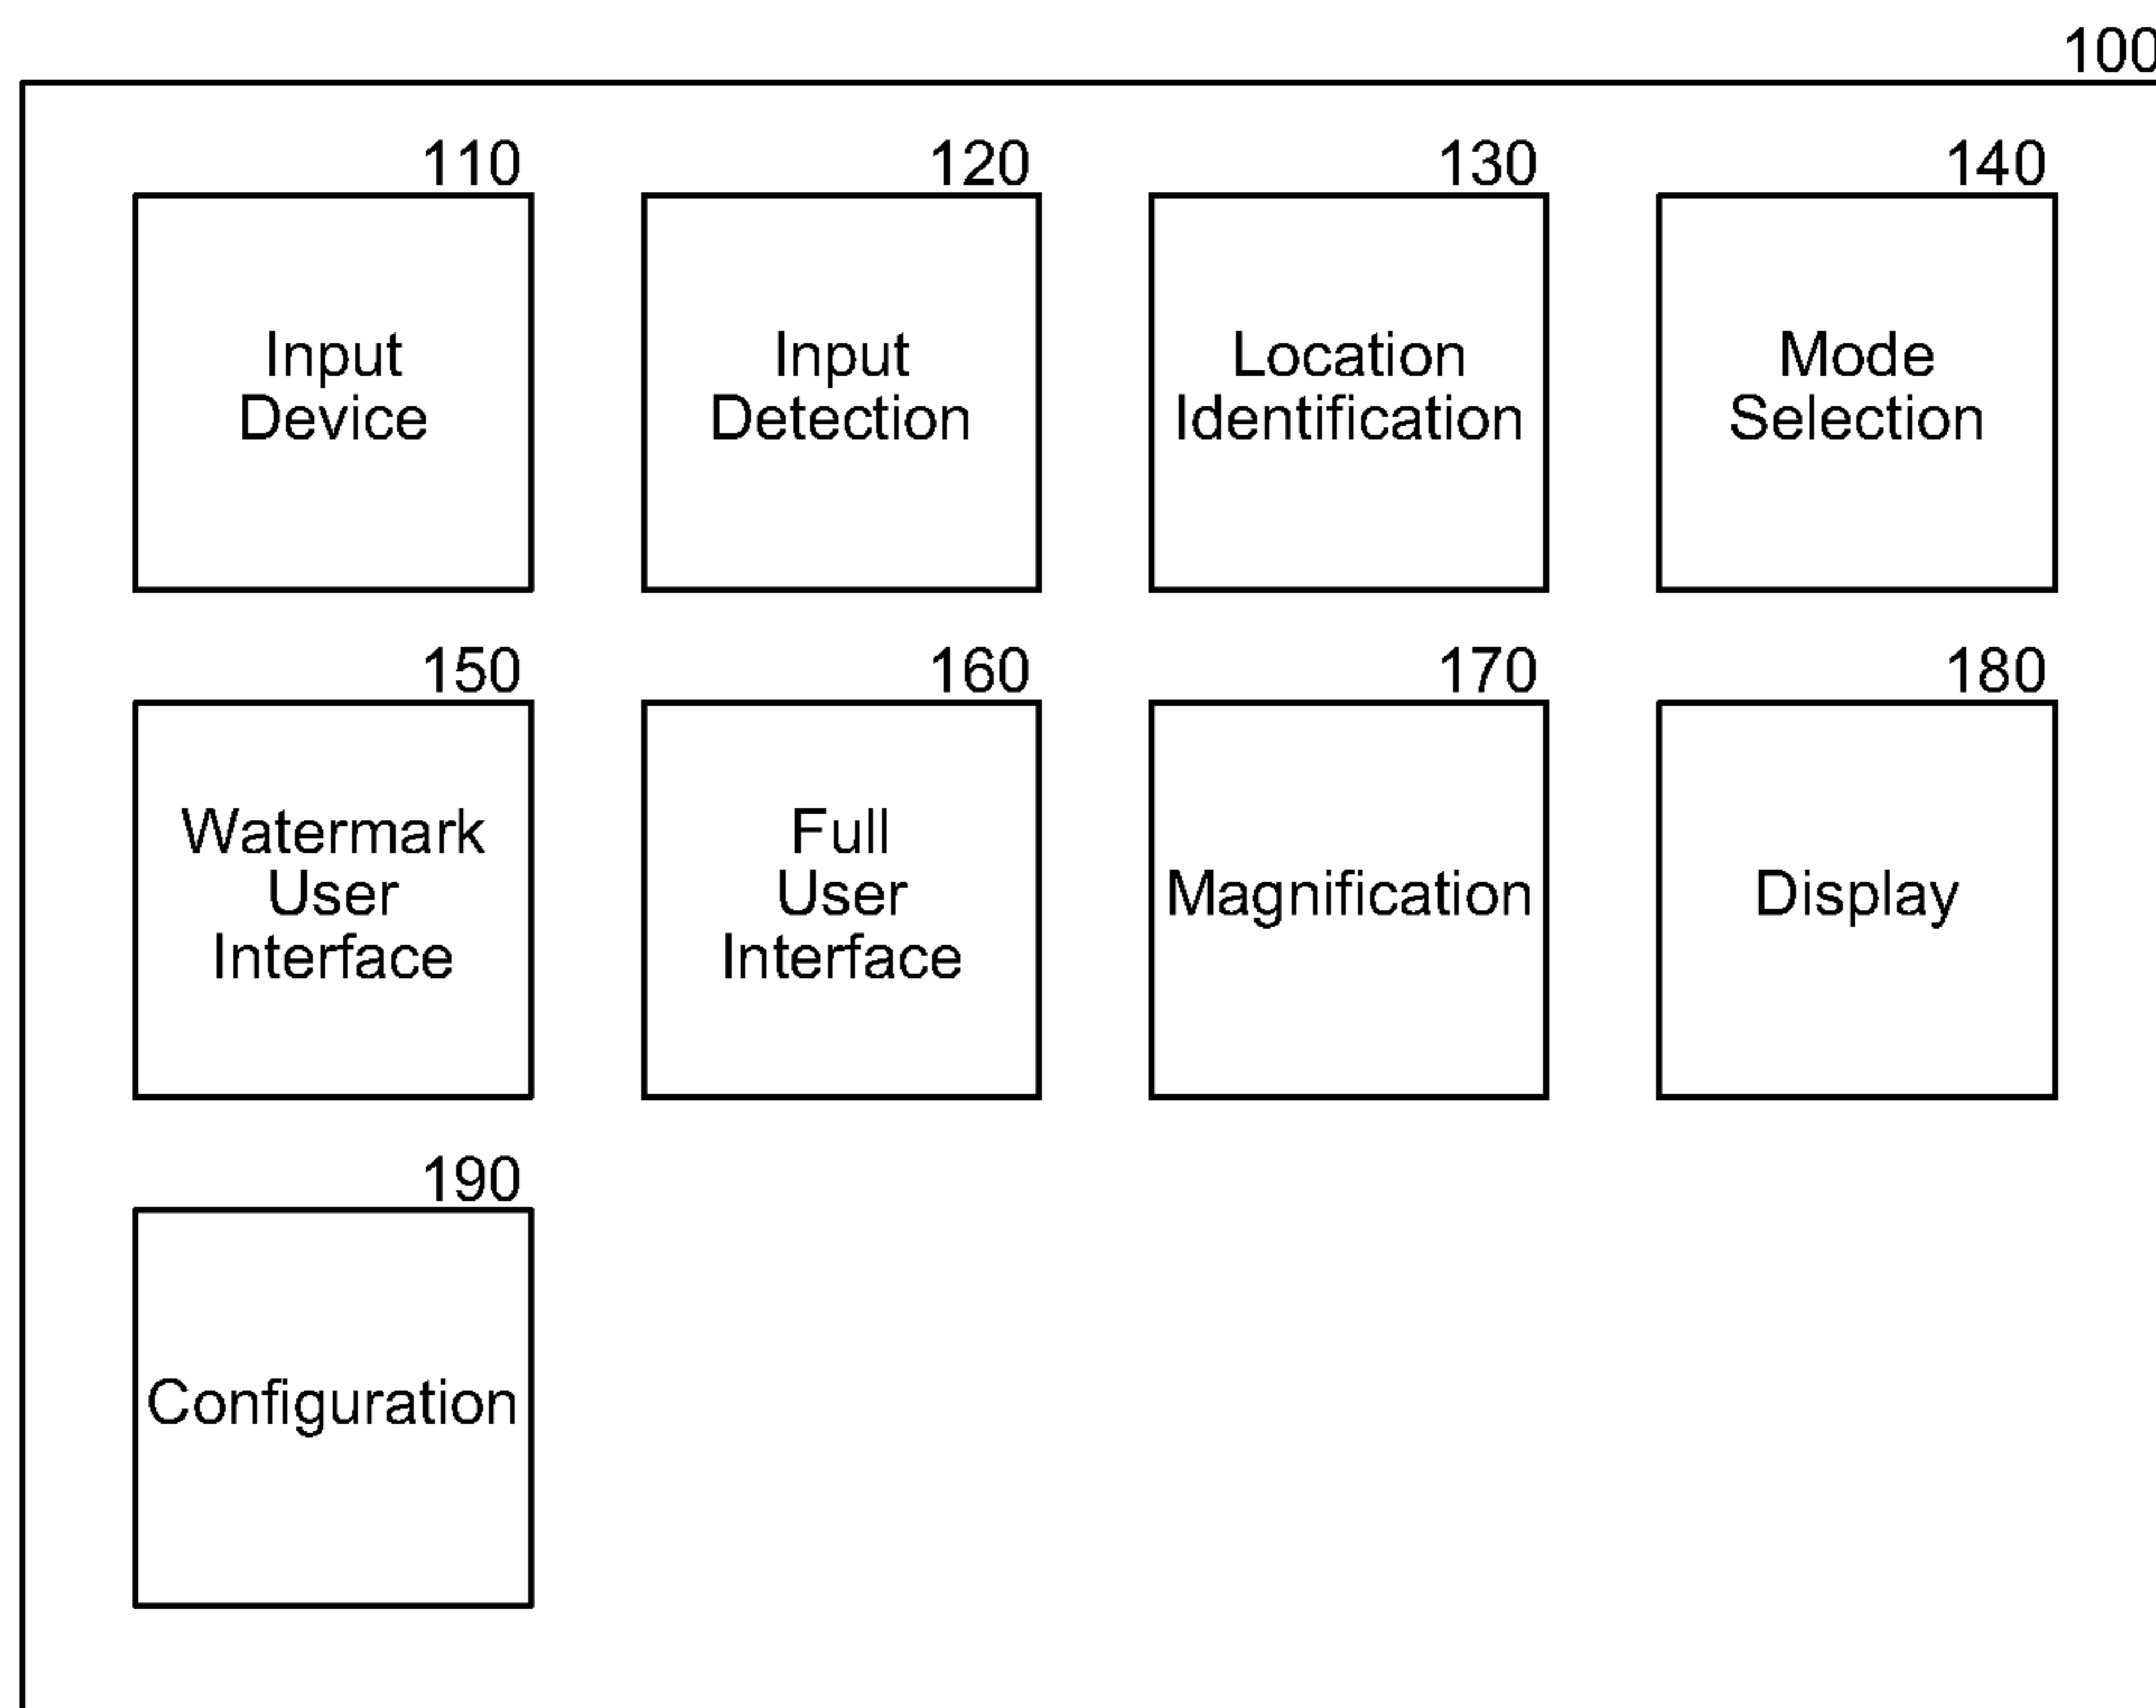 100
110
120
130
140
Input
Device
Input
Detection
Location
Identification
Mode
Selection
150
160
170
180
Watermark
User
Interface
Full
User
Interface
Magnification
Display
190
Configuration